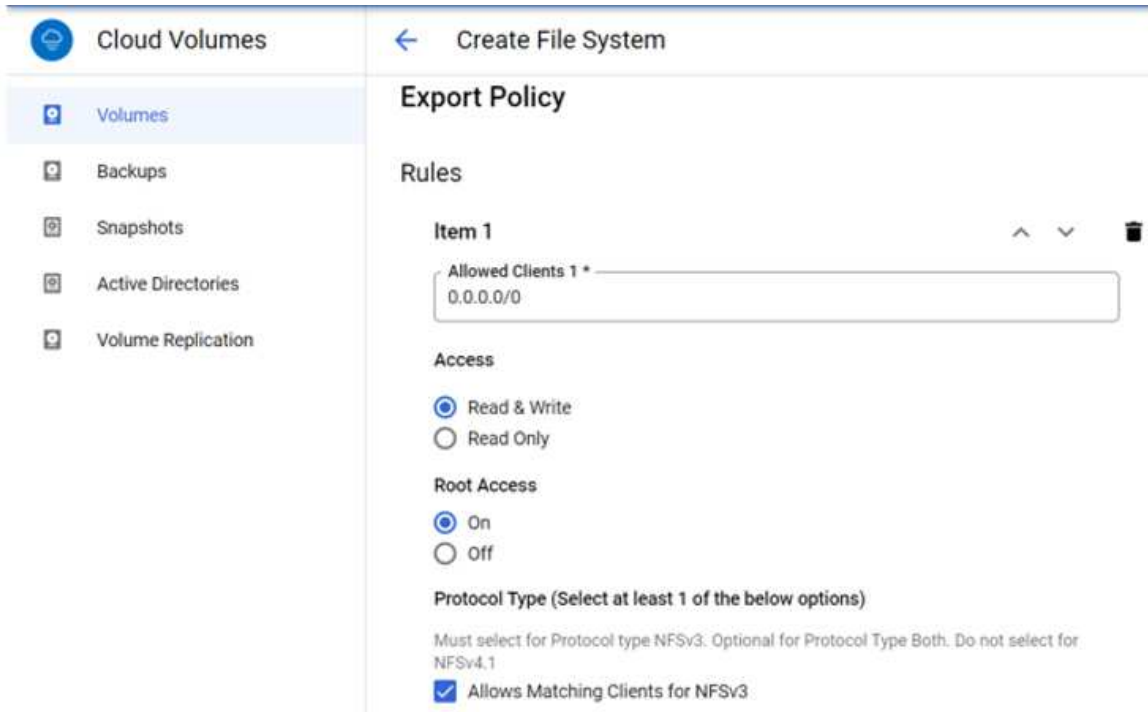 Cloud Volumes
Create File System
Export Policy
Volumes
Backups
Snapshots
Active Directories
Volume Replication
Rules
Item 1
Allowed Clients 1 *
0.0.0.0/0
Access
Read & Write
Read Only
Root Access
On
Off
Protocol Type (Select at least 1 of the below options)
Must select for Protocol type NFSv3. Optional for Protocol Type Both. Do not select for
NFSv4.1
Allows Matching Clients for NFSv3